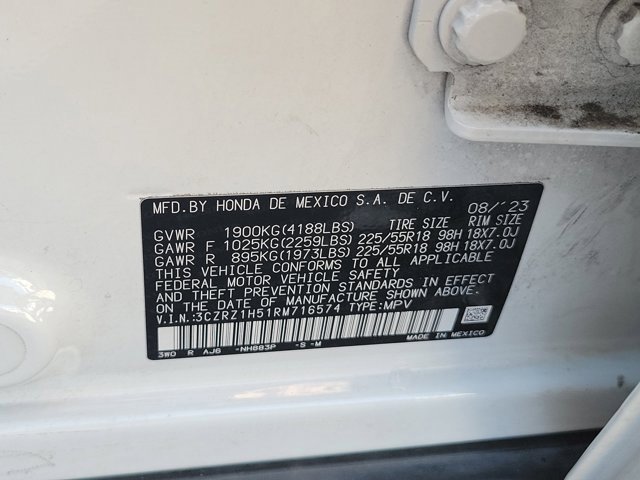 MFD.BY HONDA DE MEXICO S.A. DE C.V. 08/'23
GVWR 1900KG(4188LBS) TIRE SIZE RIM SIZE
GAWR F 1025KG(2259LBS) 225/55R18 98H 18X7.0J
GAWR R 895KG(1973LBS) 225/55R18 98H 18X7.0J
THIS VEHICLE CONFORMS TO ALL APPLICABLE
FEDERAL MOTOR VEHICLE SAFETY
AND THEFT PREVENTION STANDARDS IN EFFECT
ON THE DATE OF MANUFACTURE SHOWN ABOVE.
V.I.N.:3CZRZ1H51RM716574 TYPE:MPV
3W0 R AJ6 -NH883P -S -M MADE IN MEXICO